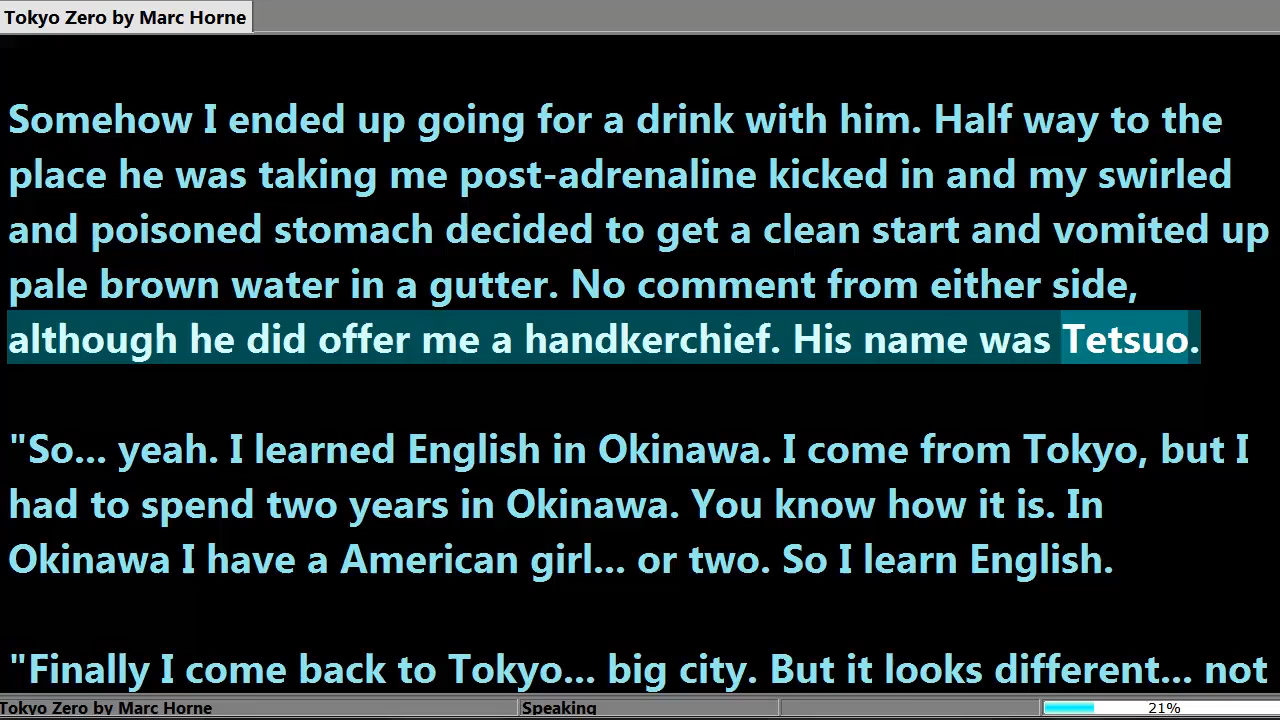 Tokyo Zero by Marc Horne
Somehow I ended up going for a drink with him. Half way to the
place he was taking me post-adrenaline kicked in and my swirled
and poisoned stomach decided to get a clean start and vomited up
pale brown water in a gutter. No comment from either side,
although he did offer me a handkerchief. His name was Tetsuo.
"So... yeah. I learned English in Okinawa. I come from Tokyo, but I
had to spend two years in Okinawa. You know how it is. In
Okinawa I have a American girl... or two. So I learn English.
"Finally I come back to Tokyo... big city. But it looks different... not
Tokyo Zero by Marc Horne Speaking 21%